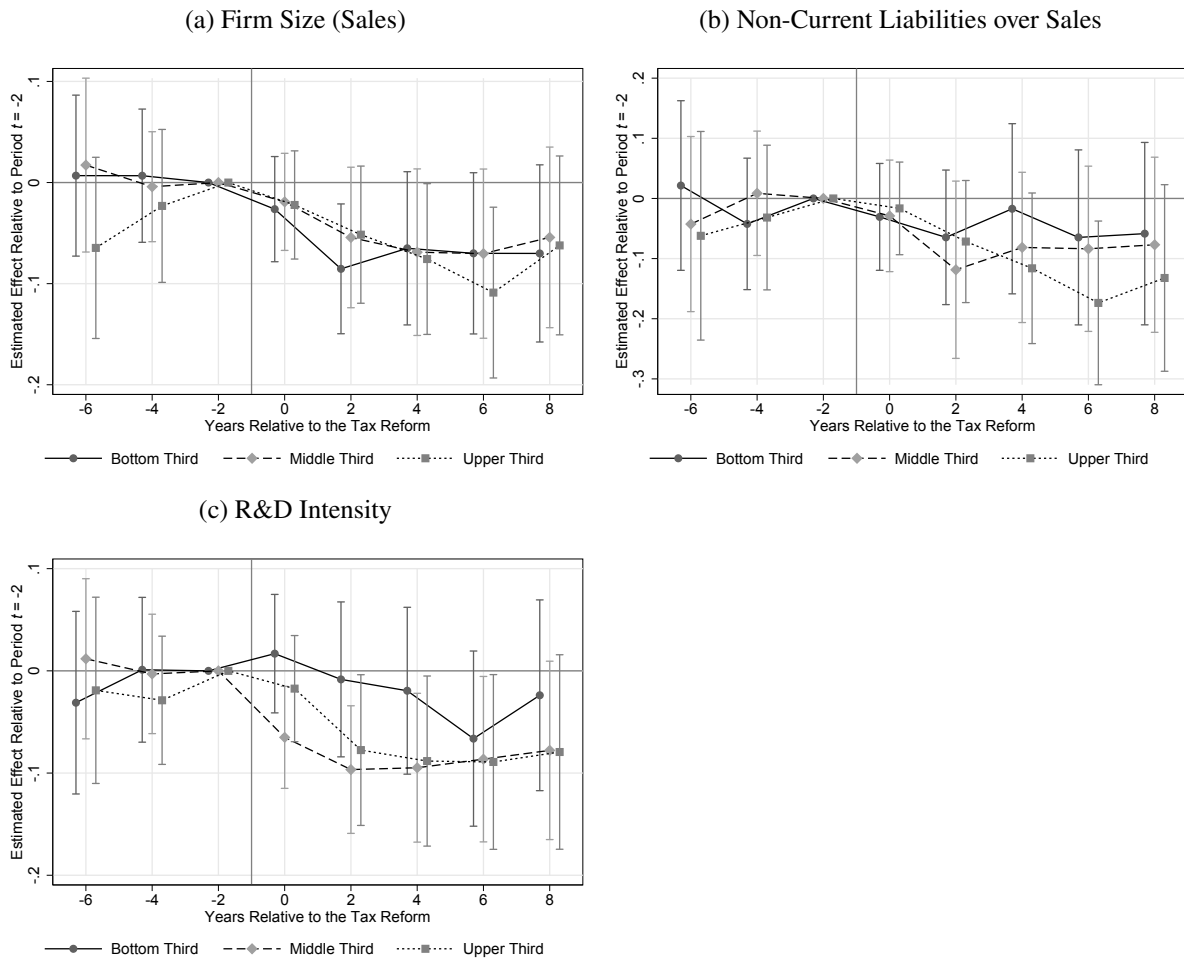 (a) Firm Size (Sales)
(b) Non-Current Liabilities over Sales
Estimated Effect Relative to Period t = -2
.1
0
-.1
-.2
-6 -4 -2 0 2 4 6 8
Years Relative to the Tax Reform
Bottom Third Middle Third Upper Third
Estimated Effect Relative to Period t = -2
0.2
.1
0
-.1
-.2
-.3
-6 -4 -2 0 2 4 6 8
Years Relative to the Tax Reform
Bottom Third Middle Third Upper Third
(c) R&D Intensity
Estimated Effect Relative to Period t = -2
.1
0
-.1
-.2
-6 -4 -2 0 2 4 6 8
Years Relative to the Tax Reform
Bottom Third Middle Third Upper Third